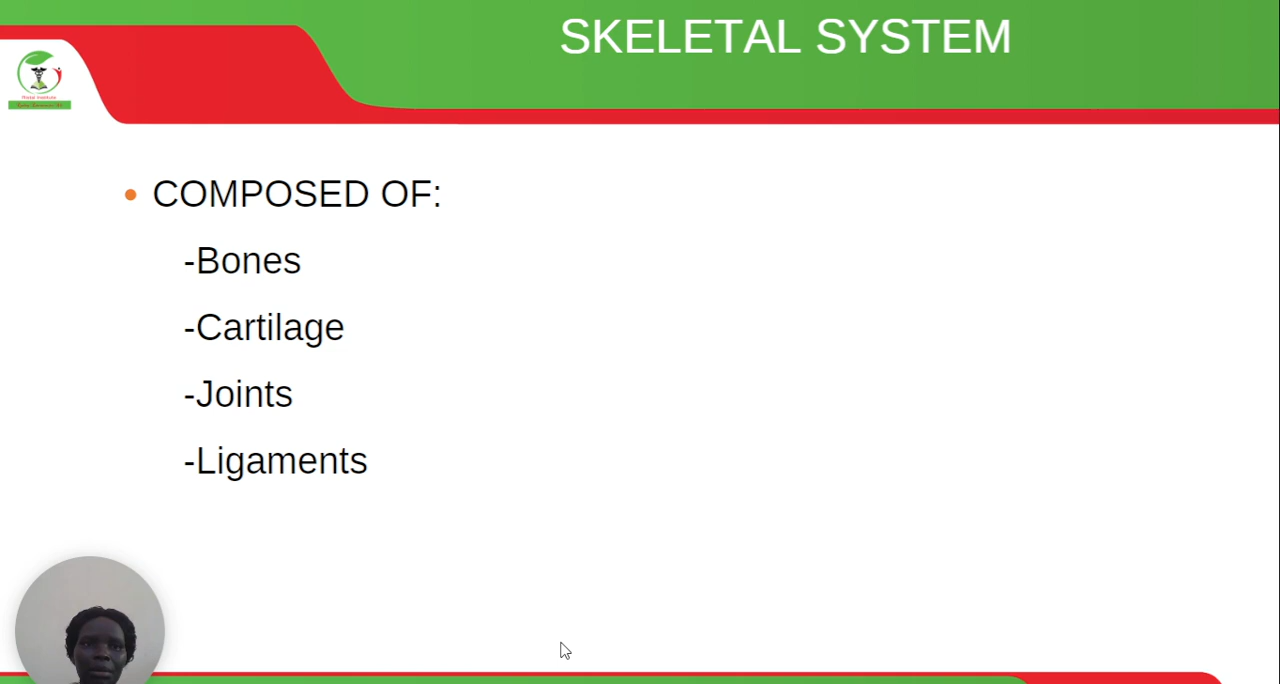 SKELETAL SYSTEM
COMPOSED OF:
-Bones
-Cartilage
-Joints
-Ligaments